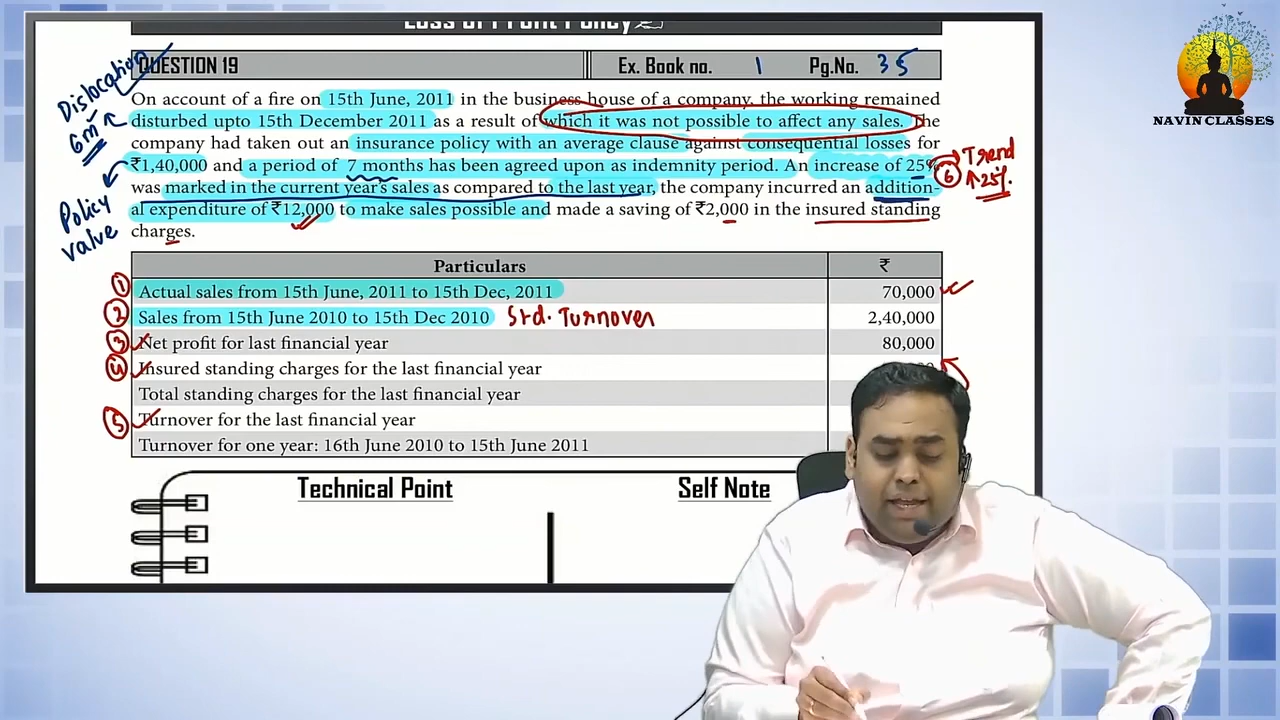 Loss of Profit Policy
NAVIN CLASSES
QUESTION 19
Ex. Book no. 1 Pg.No. 35
Dislocation
6m
Policy
value
On account of a fire on 15th June, 2011 in the business house of a company, the working remained
disturbed upto 15th December 2011 as a result of which it was not possible to affect any sales. The
company had taken out an insurance policy with an average clause against consequential losses for
₹1,40,000 and a period of 7 months has been agreed upon as indemnity period. An increase of 25%
was marked in the current year's sales as compared to the last year, the company incurred an addition-
al expenditure of ₹12,000 to make sales possible and made a saving of ₹2,000 in the insured standing
charges.
6 Trend
↑25%.
Particulars ₹
1 Actual sales from 15th June, 2011 to 15th Dec, 2011 70,000
2 Sales from 15th June 2010 to 15th Dec 2010 Std. Turnover 2,40,000
3 Net profit for last financial year 80,000
4 Insured standing charges for the last financial year
Total standing charges for the last financial year
5 Turnover for the last financial year
Turnover for one year: 16th June 2010 to 15th June 2011
Technical Point Self Note